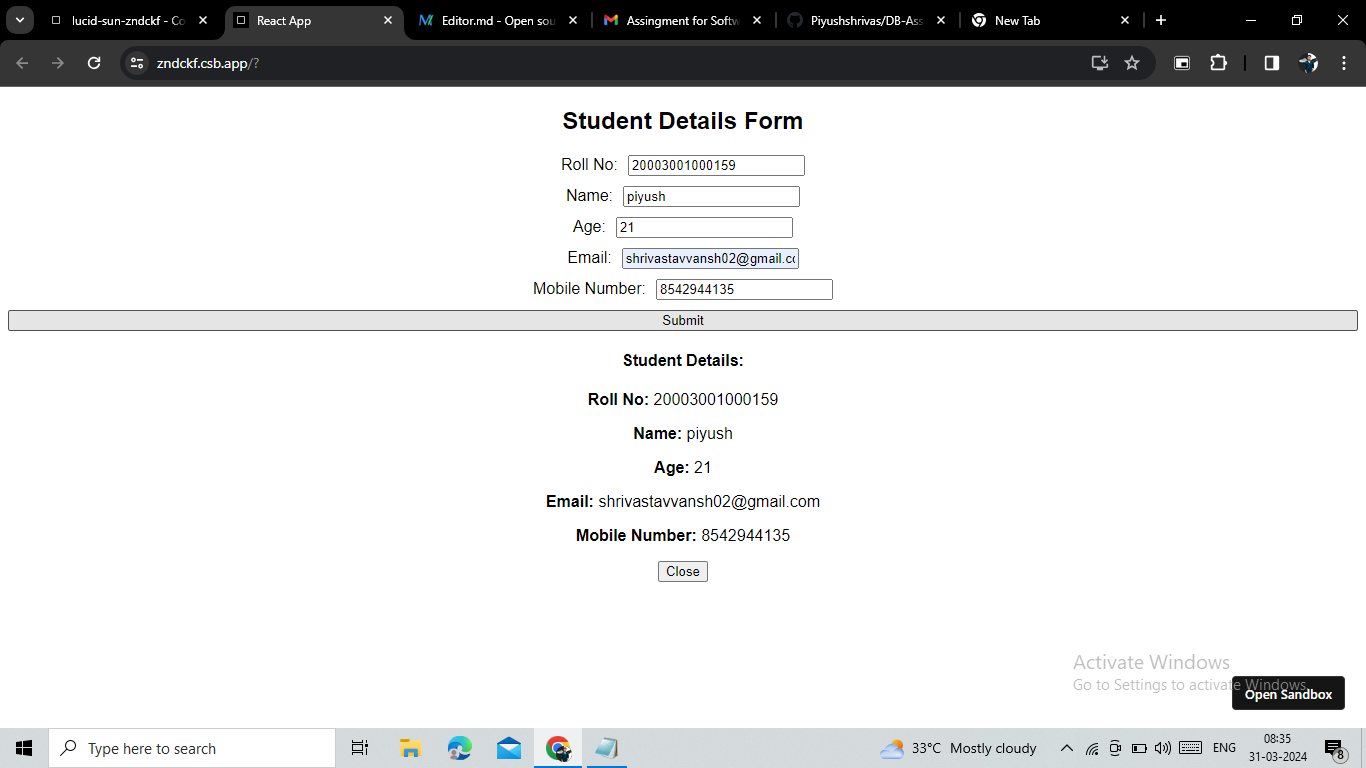 lucid-sun-zndckf - Co
React App
Editor.md - Open sou
Assingment for Softw
Piyushshrivas/DB-Ass
New Tab
zndckf.csb.app/?
Student Details Form
Roll No: 20003001000159
Name: piyush
Age: 21
Email: shrivastavvansh02@gmail.co
Mobile Number: 8542944135
Submit
Student Details:
Roll No: 20003001000159
Name: piyush
Age: 21
Email: shrivastavvansh02@gmail.com
Mobile Number: 8542944135
Close
Activate Windows
Go to Settings to activate Windows.
Open Sandbox
Type here to search
33°C Mostly cloudy
ENG
08:35
31-03-2024
8